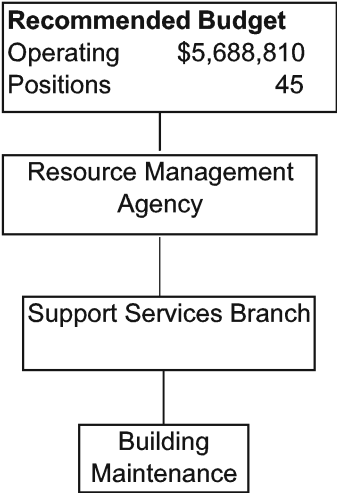 Recommended Budget
Operating $5,688,810
Positions 45
Resource Management
Agency
Support Services Branch
Building
Maintenance